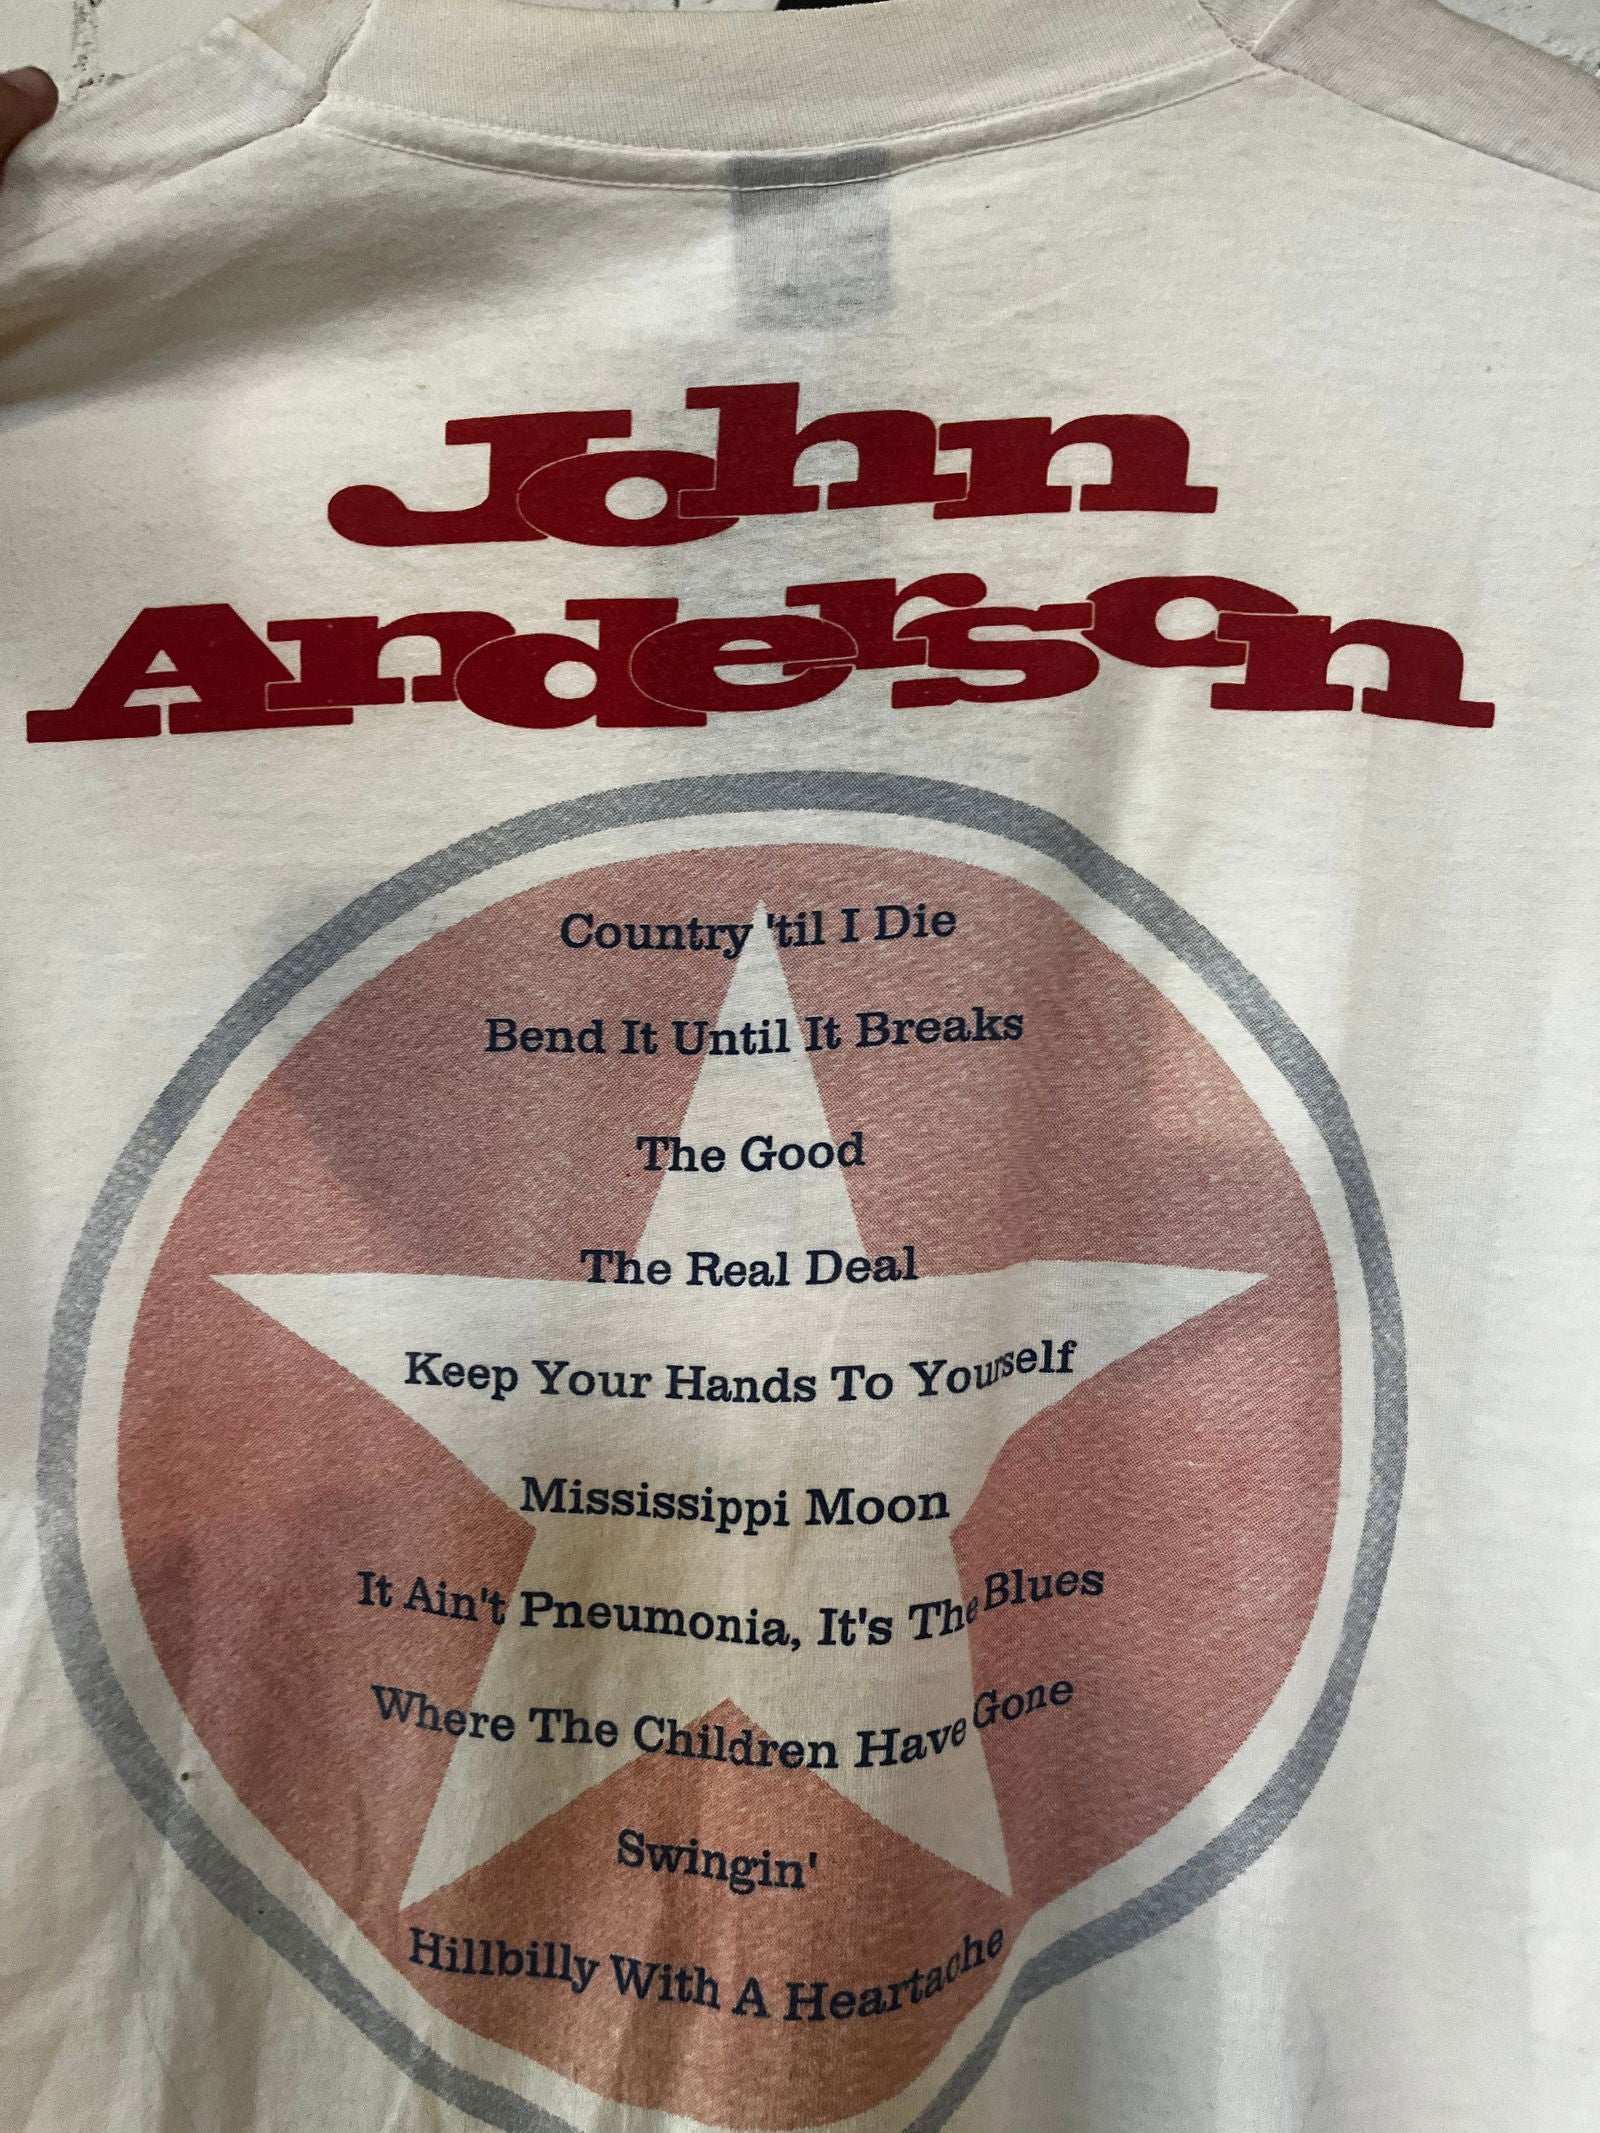 John
Anderson
Country 'til I Die
Bend It Until It Breaks
The Good
The Real Deal
Keep Your Hands To Yourself
Mississippi Moon
It Ain't Pneumonia, It's The Blues
Where The Children Have Gone
Swingin'
Hillbilly With A Heartache